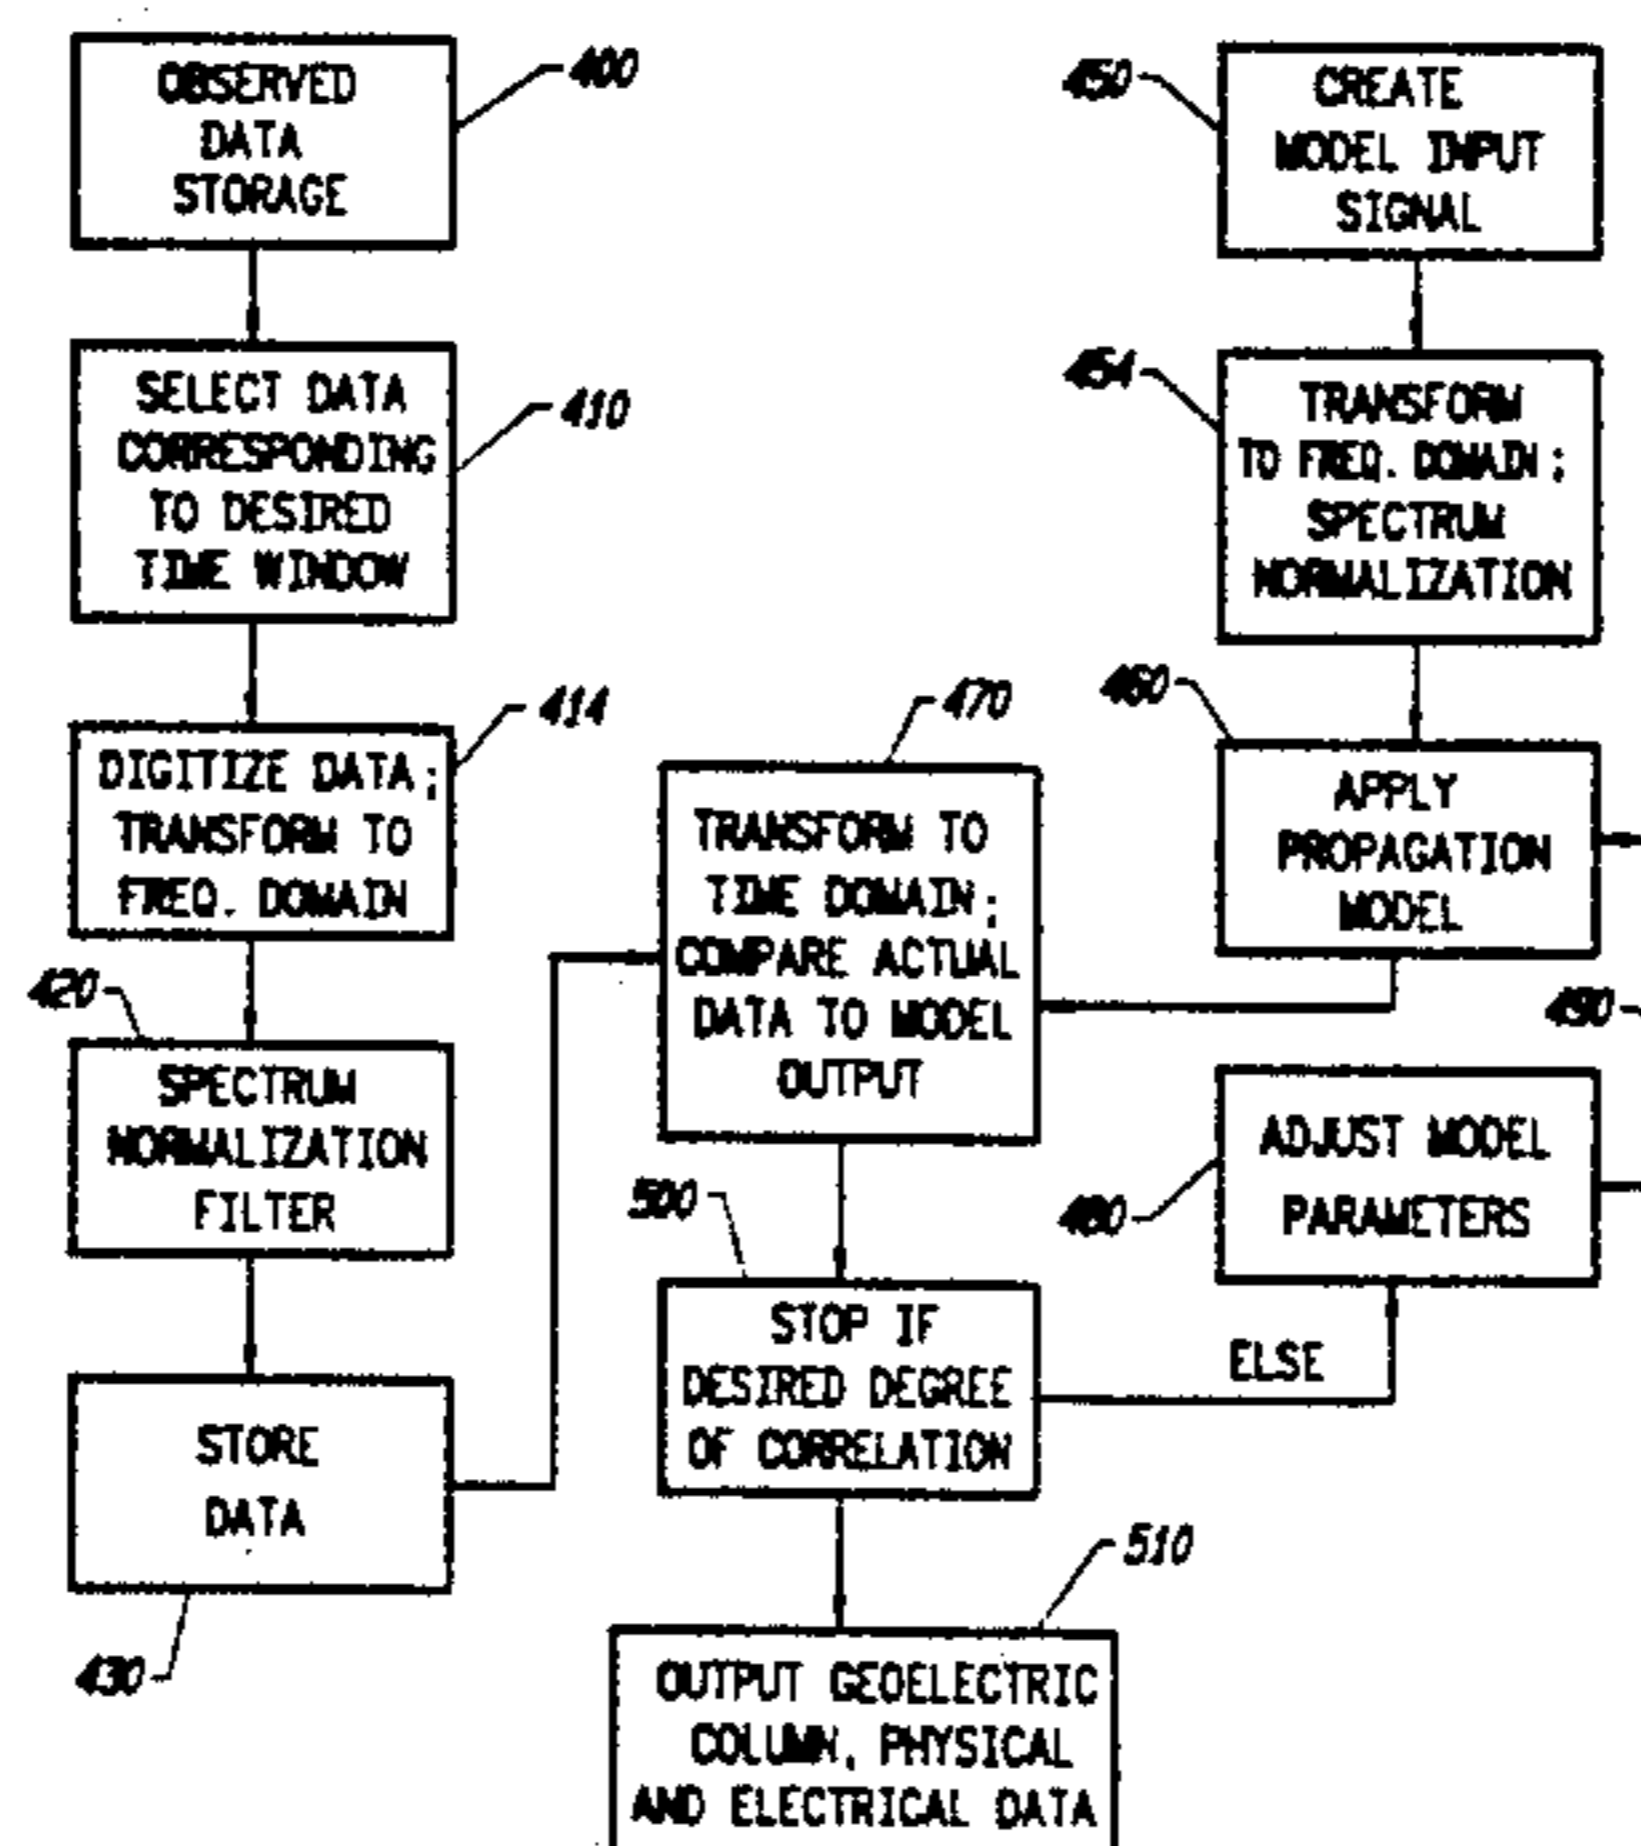 OBSERVED
DATA
STORAGE
400
SELECT DATA
CORRESPONDING
TO DESIRED
TIME WINDOW
410
DIGITIZE DATA;
TRANSFORM TO
FREQ. DOMAIN
414
420
SPECTRUM
NORMALIZATION
FILTER
STORE
DATA
430
470
TRANSFORM TO
TIME DOMAIN;
COMPARE ACTUAL
DATA TO MODEL
OUTPUT
500
STOP IF
DESIRED DEGREE
OF CORRELATION
ELSE
510
OUTPUT GEOELECTRIC
COLUMN, PHYSICAL
AND ELECTRICAL DATA
450
CREATE
MODEL INPUT
SIGNAL
454
TRANSFORM
TO FREQ. DOMAIN;
SPECTRUM
NORMALIZATION
460
APPLY
PROPAGATION
MODEL
490
ADJUST MODEL
PARAMETERS
480